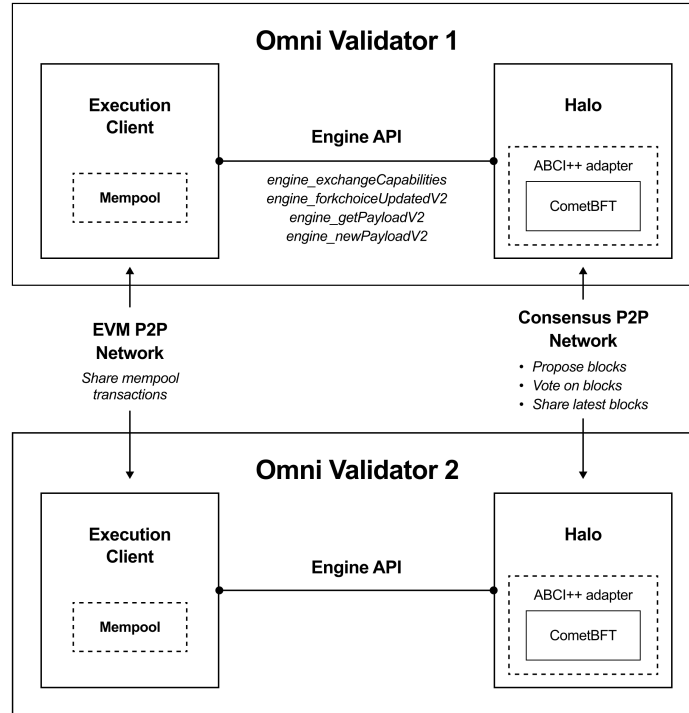 Omni Validator 1
Execution
Client
Mempool
Engine API
engine_exchangeCapabilities
engine_forkchoiceUpdatedV2
engine_getPayloadV2
engine_newPayloadV2
Halo
ABCI++ adapter
CometBFT
EVM P2P
Network
Share mempool
transactions
Consensus P2P
Network
• Propose blocks
• Vote on blocks
• Share latest blocks
Omni Validator 2
Execution
Client
Mempool
Engine API
Halo
ABCI++ adapter
CometBFT